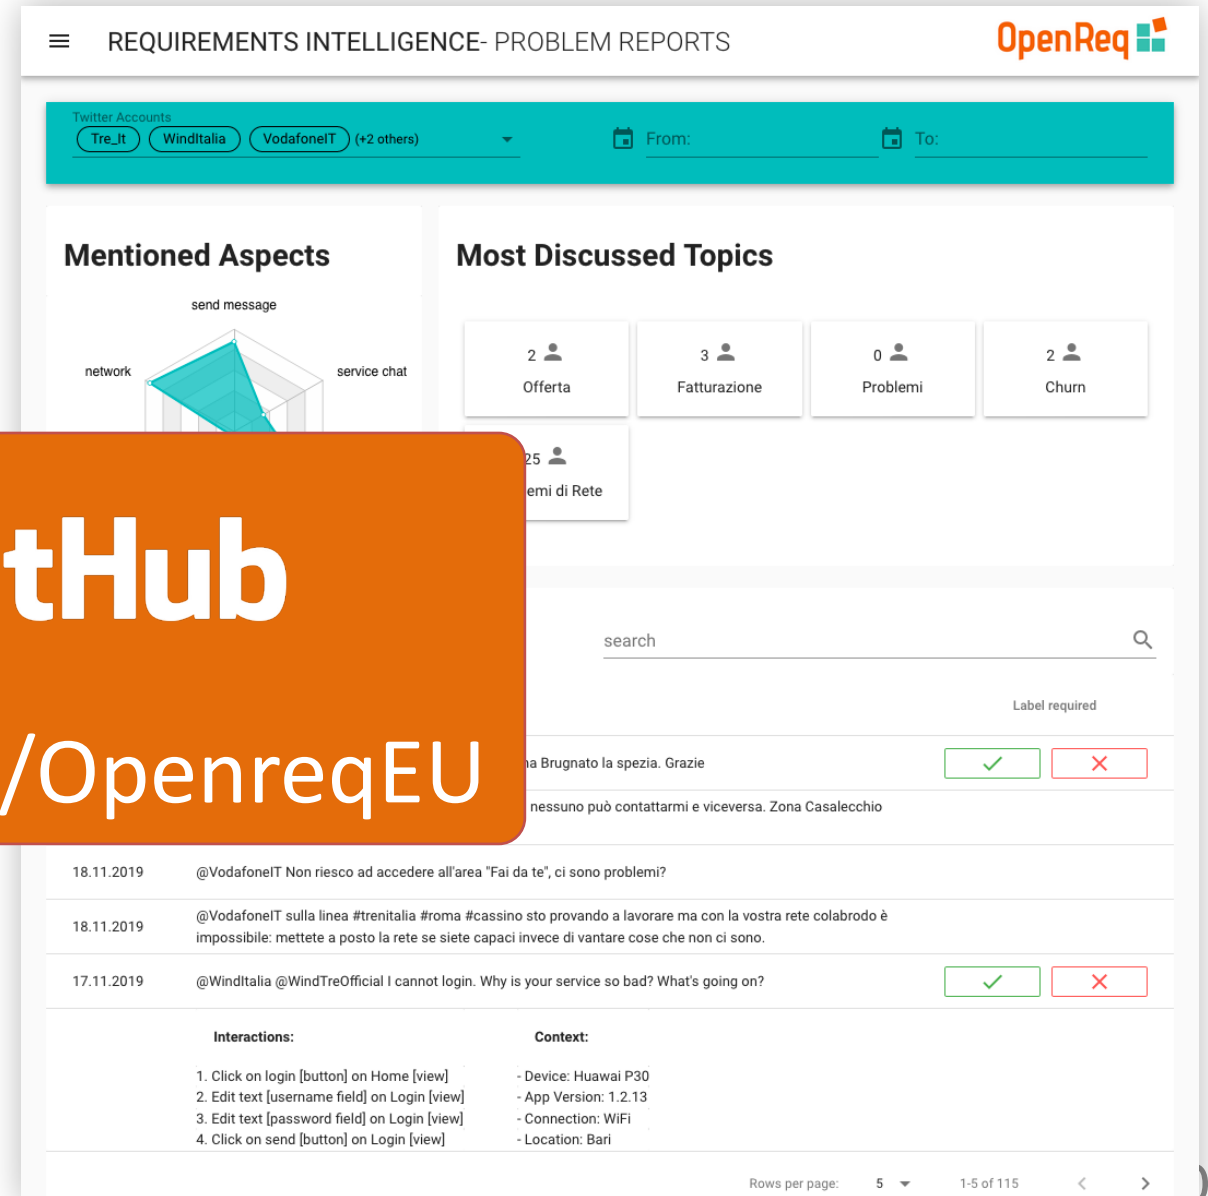 REQUIREMENTS INTELLIGENCE- PROBLEM REPORTS
OpenReq
Twitter Accounts
Tre_It WindItalia VodafoneIT (+2 others)
From:
To:
Mentioned Aspects
send message
network
service chat
Most Discussed Topics
2
Offerta
3
Fatturazione
0
Problemi
2
Churn
25
emi di Rete
tHub
/OpenreqEU
search
Label required
na Brugnato la spezia. Grazie
nessuno può contattarmi e viceversa. Zona Casalecchio
18.11.2019 @VodafoneIT Non riesco ad accedere all'area "Fai da te", ci sono problemi?
18.11.2019 @VodafoneIT sulla linea #trenitalia #roma #cassino sto provando a lavorare ma con la vostra rete colabrodo è
impossibile: mettete a posto la rete se siete capaci invece di vantare cose che non ci sono.
17.11.2019 @WindItalia @WindTreOfficial I cannot login. Why is your service so bad? What's going on?
Interactions:
1. Click on login [button] on Home [view]
2. Edit text [username field] on Login [view]
3. Edit text [password field] on Login [view]
4. Click on send [button] on Login [view]
Context:
- Device: Huawai P30
- App Version: 1.2.13
- Connection: WiFi
- Location: Bari
Rows per page: 5 1-5 of 115